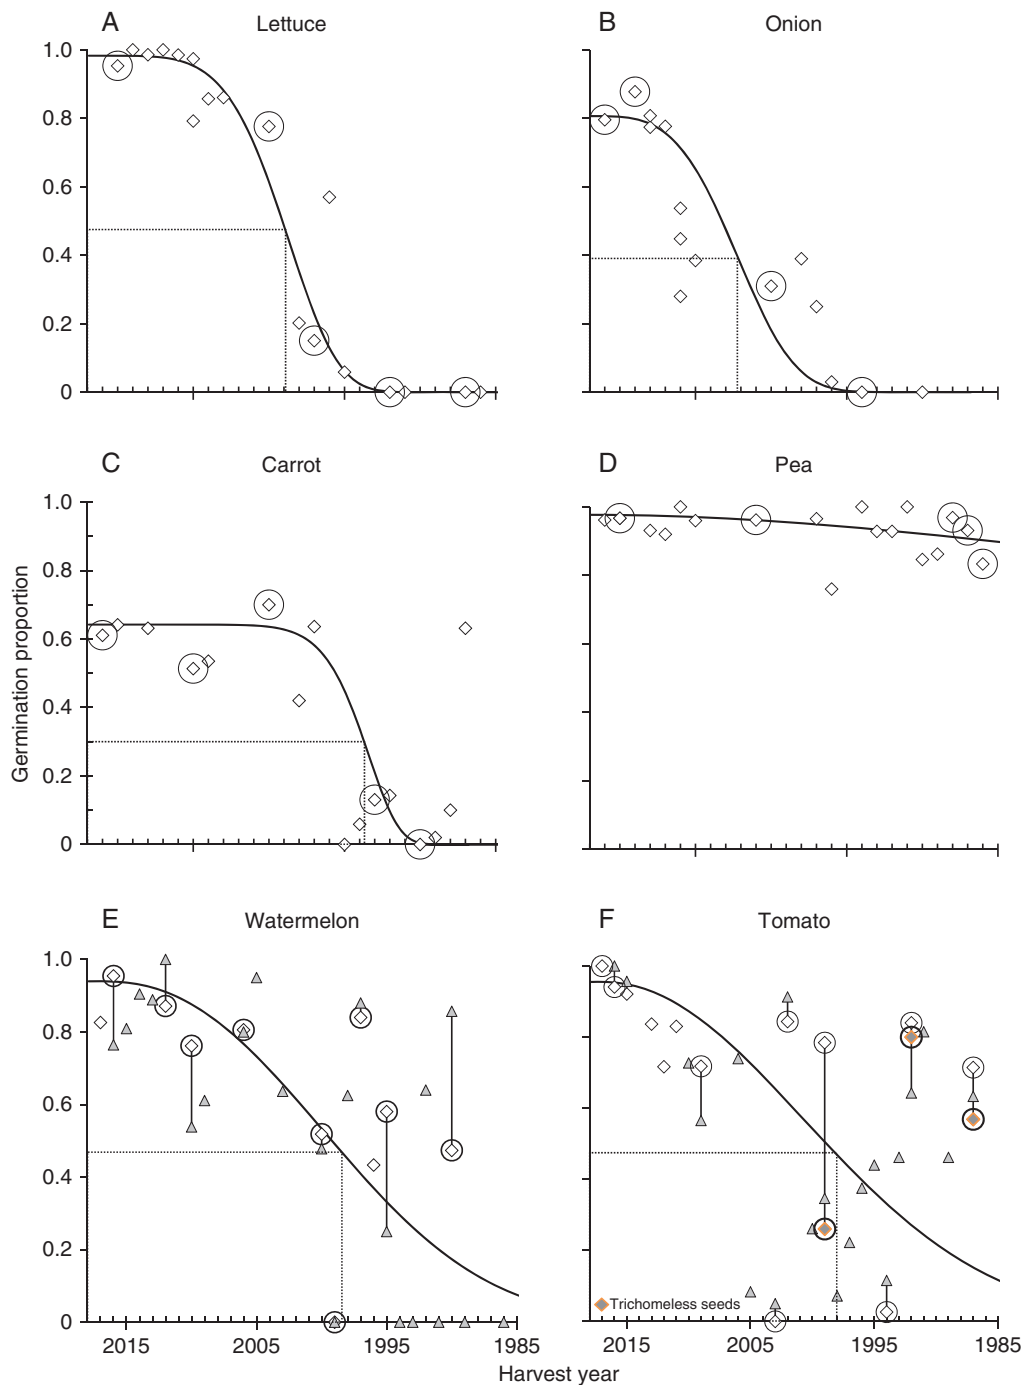 A
Lettuce
B
Onion
1.0
0.8
0.6
0.4
0.2
0
C
Carrot
D
Pea
1.0
0.8
0.6
0.4
0.2
0
Germination proportion
E
Watermelon
F
Tomato
1.0
0.8
0.6
0.4
0.2
0
Trichomeless seeds
2015
2005
1995
1985
2015
2005
1995
1985
Harvest year